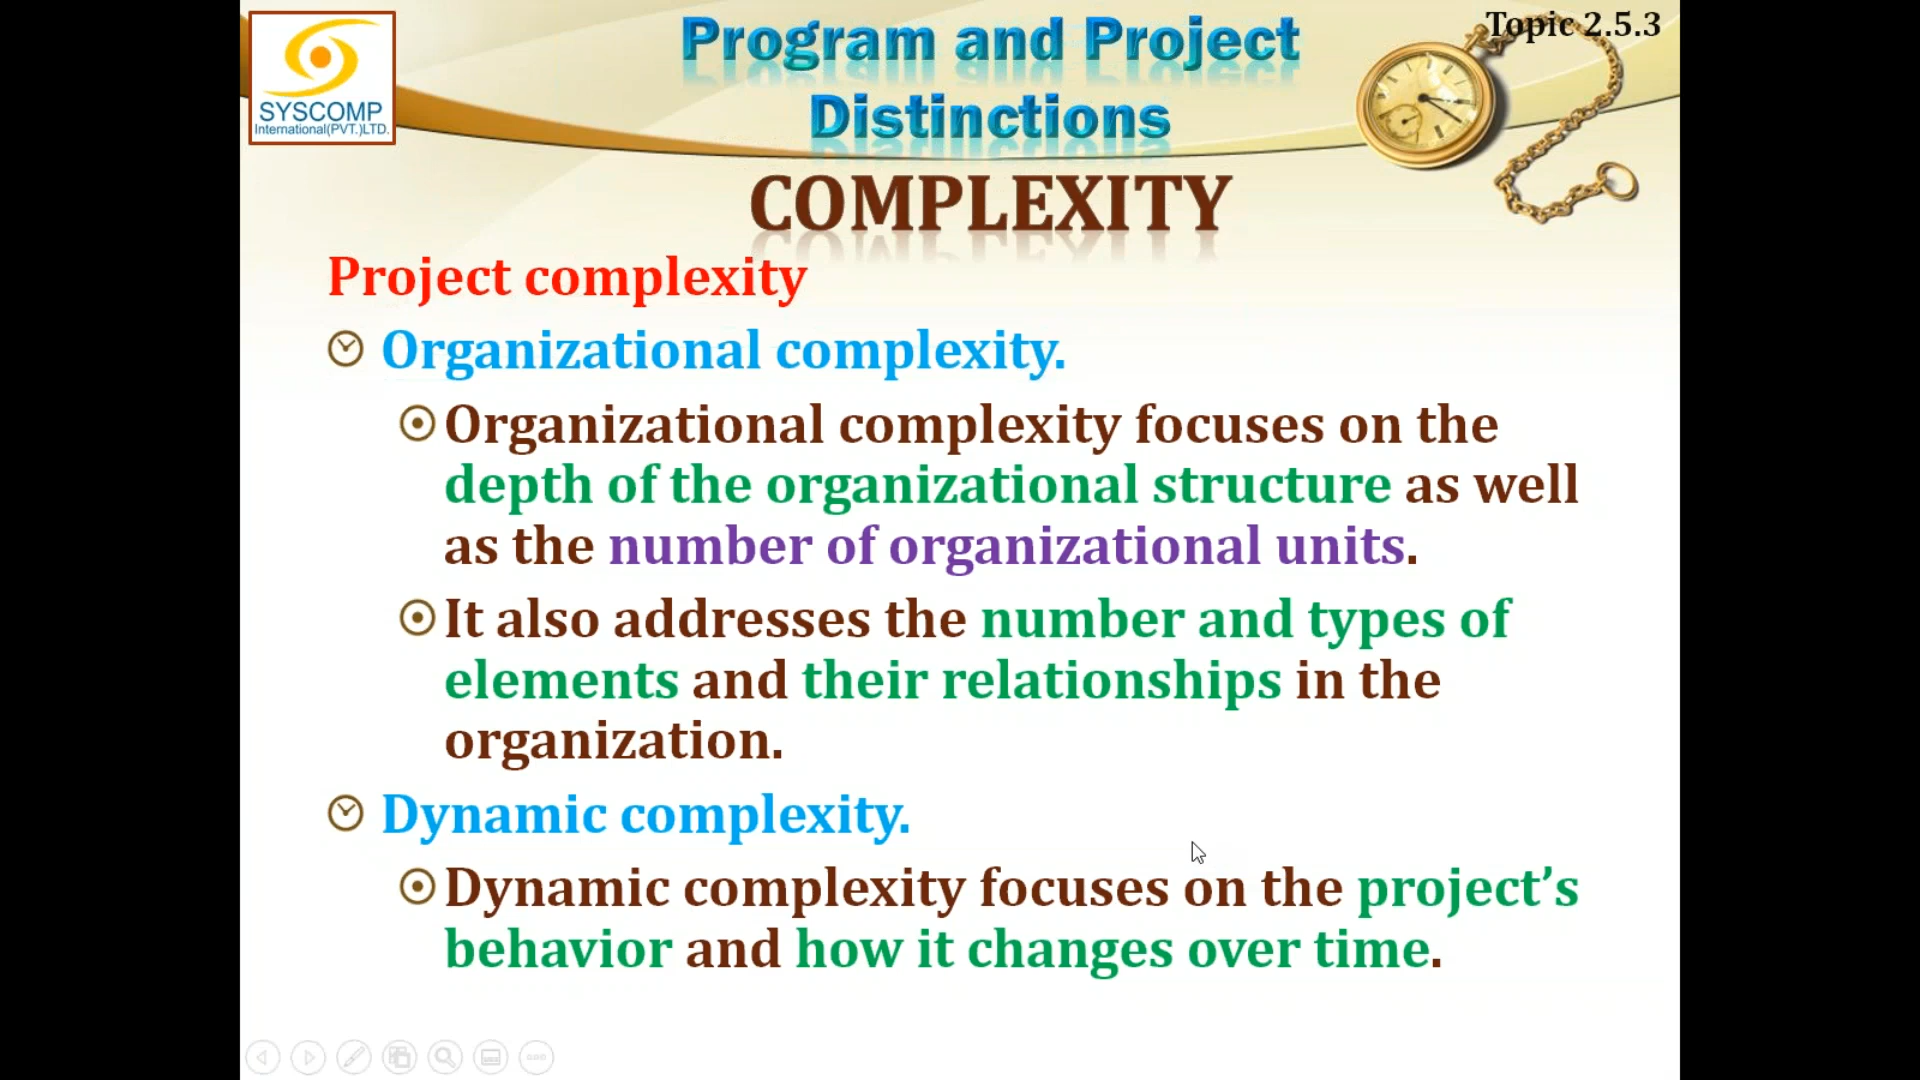 Topic 2.5.3
SYSCOMP
International(PVT.)LTD.
Program and Project
Distinctions
COMPLEXITY
Project complexity
Organizational complexity.
Organizational complexity focuses on the
depth of the organizational structure as well
as the number of organizational units.
It also addresses the number and types of
elements and their relationships in the
organization.
Dynamic complexity.
Dynamic complexity focuses on the project’s
behavior and how it changes over time.